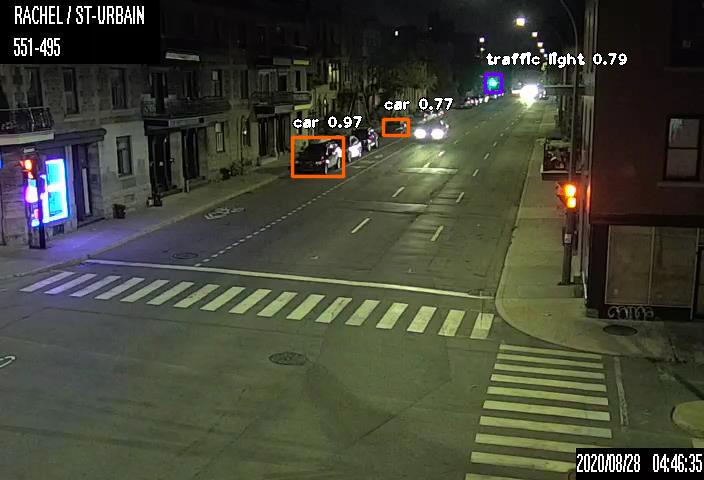 RACHEL / ST-URBAIN
551-495
traffic light 0.79
car 0.77
car 0.97
2020/08/28 04:46:35